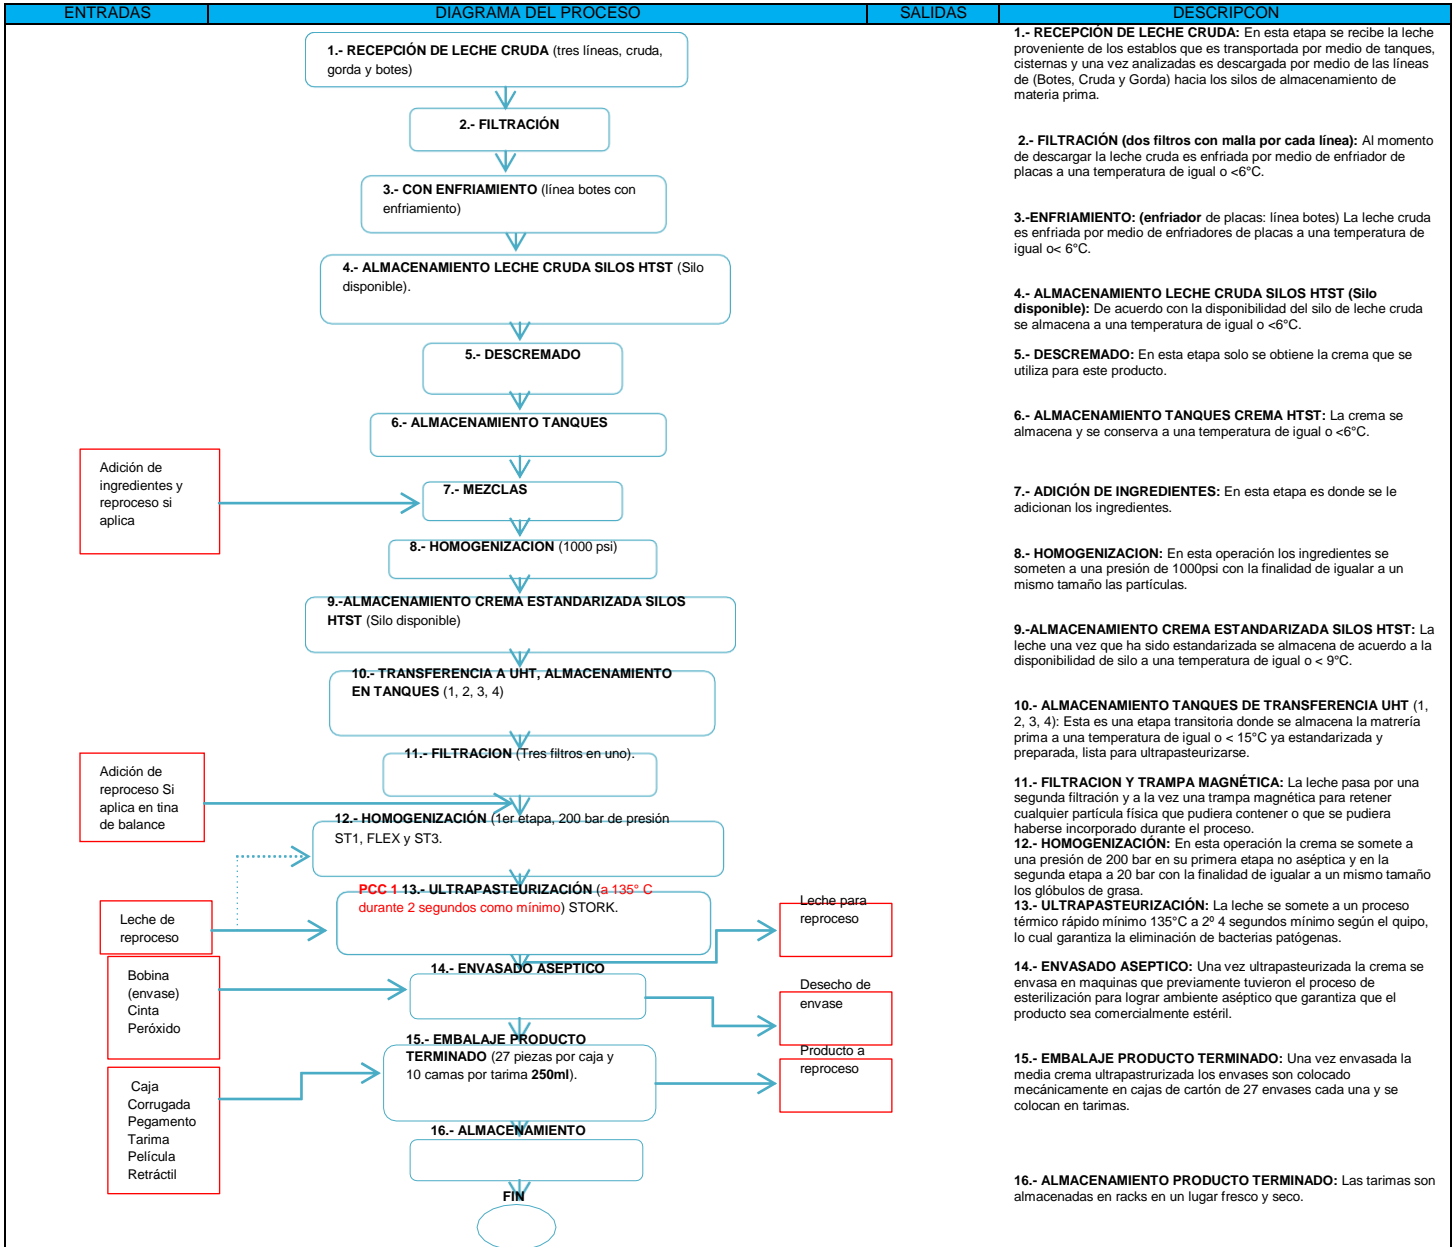 ENTRADAS
DIAGRAMA DEL PROCESO
SALIDAS
DESCRIPCON
1.- RECEPCIÓN DE LECHE CRUDA (tres líneas, cruda,
gorda y botes)
2.- FILTRACIÓN
3.- CON ENFRIAMIENTO (línea botes con
enfriamiento)
4.- ALMACENAMIENTO LECHE CRUDA SILOS HTST (Silo
disponible).
5.- DESCREMADO
6.- ALMACENAMIENTO TANQUES
Adición de
ingredientes y
reproceso si
aplica
7.- MEZCLAS
8.- HOMOGENIZACION (1000 psi)
9.-ALMACENAMIENTO CREMA ESTANDARIZADA SILOS
HTST (Silo disponible)
10.- TRANSFERENCIA A UHT, ALMACENAMIENTO
EN TANQUES (1, 2, 3, 4)
11.- FILTRACION (Tres filtros en uno).
Adición de
reproceso Si
aplica en tina
de balance
12.- HOMOGENIZACIÓN (1er etapa, 200 bar de presión
ST1, FLEX y ST3.
PCC 1 13.- ULTRAPASTEURIZACIÓN (a 135° C
durante 2 segundos como mínimo) STORK.
Leche de
reproceso
Leche para
reproceso
14.- ENVASADO ASEPTICO
Bobina
(envase)
Cinta
Peróxido
Desecho de
envase
15.- EMBALAJE PRODUCTO
TERMINADO (27 piezas por caja y
10 camas por tarima 250ml).
Caja
Corrugada
Pegamento
Tarima
Película
Retráctil
Producto a
reproceso
16.- ALMACENAMIENTO
FIN
1.- RECEPCIÓN DE LECHE CRUDA: En esta etapa se recibe la leche
proveniente de los establos que es transportada por medio de tanques,
cisternas y una vez analizadas es descargada por medio de las líneas
de (Botes, Cruda y Gorda) hacia los silos de almacenamiento de
materia prima.
2.- FILTRACIÓN (dos filtros con malla por cada línea): Al momento
de descargar la leche cruda es enfriada por medio de enfriador de
placas a una temperatura de igual o <6°C.
3.-ENFRIAMIENTO: (enfriador de placas: línea botes) La leche cruda
es enfriada por medio de enfriadores de placas a una temperatura de
igual o< 6°C.
4.- ALMACENAMIENTO LECHE CRUDA SILOS HTST (Silo
disponible): De acuerdo con la disponibilidad del silo de leche cruda
se almacena a una temperatura de igual o <6°C.
5.- DESCREMADO: En esta etapa solo se obtiene la crema que se
utiliza para este producto.
6.- ALMACENAMIENTO TANQUES CREMA HTST: La crema se
almacena y se conserva a una temperatura de igual o <6°C.
7.- ADICIÓN DE INGREDIENTES: En esta etapa es donde se le
adicionan los ingredientes.
8.- HOMOGENIZACION: En esta operación los ingredientes se
someten a una presión de 1000psi con la finalidad de igualar a un
mismo tamaño las partículas.
9.-ALMACENAMIENTO CREMA ESTANDARIZADA SILOS HTST: La
leche una vez que ha sido estandarizada se almacena de acuerdo a la
disponibilidad de silo a una temperatura de igual o < 9°C.
10.- ALMACENAMIENTO TANQUES DE TRANSFERENCIA UHT (1,
2, 3, 4): Esta es una etapa transitoria donde se almacena la matrería
prima a una temperatura de igual o < 15°C ya estandarizada y
preparada, lista para ultrapasteurizarse.
11.- FILTRACION Y TRAMPA MAGNÉTICA: La leche pasa por una
segunda filtración y a la vez una trampa magnética para retener
cualquier partícula física que pudiera contener o que se pudiera
haberse incorporado durante el proceso.
12.- HOMOGENIZACIÓN: En esta operación la crema se somete a
una presión de 200 bar en su primera etapa no aséptica y en la
segunda etapa a 20 bar con la finalidad de igualar a un mismo tamaño
los glóbulos de grasa.
13.- ULTRAPASTEURIZACIÓN: La leche se somete a un proceso
térmico rápido mínimo 135°C a 2º 4 segundos mínimo según el quipo,
lo cual garantiza la eliminación de bacterias patógenas.
14.- ENVASADO ASEPTICO: Una vez ultrapasteurizada la crema se
envasa en maquinas que previamente tuvieron el proceso de
esterilización para lograr ambiente aséptico que garantiza que el
producto sea comercialmente estéril.
15.- EMBALAJE PRODUCTO TERMINADO: Una vez envasada la
media crema ultrapastrurizada los envases son colocado
mecánicamente en cajas de cartón de 27 envases cada una y se
colocan en tarimas.
16.- ALMACENAMIENTO PRODUCTO TERMINADO: Las tarimas son
almacenadas en racks en un lugar fresco y seco.